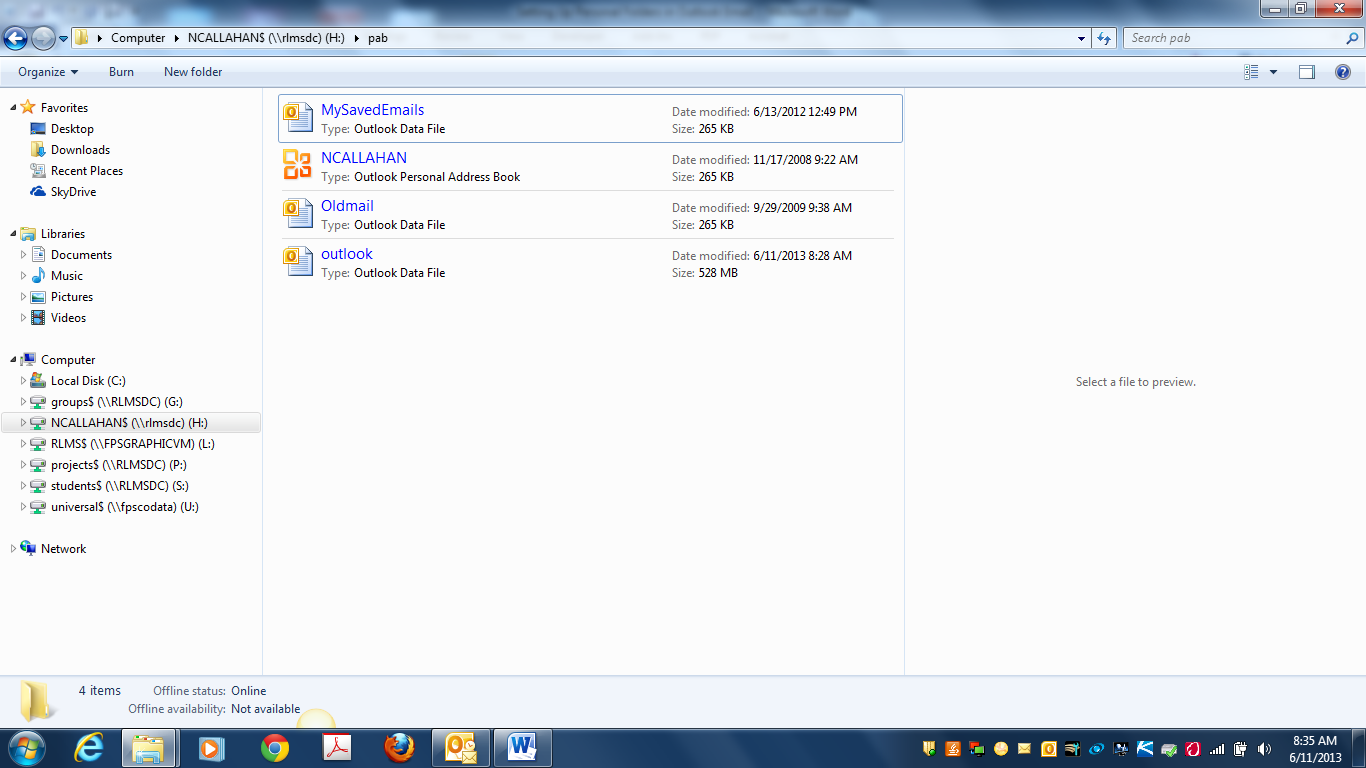 Computer NCALLAHAN$ (\\rlmsdc) (H:) pab
Search pab
Organize Burn New folder
Favorites
Desktop
Downloads
Recent Places
SkyDrive
Libraries
Documents
Music
Pictures
Videos
Computer
Local Disk (C:)
groups$ (\\RLMSDC) (G:)
NCALLAHAN$ (\\rlmsdc) (H:)
RLMS$ (\\FPSGRAPHICVM) (L:)
projects$ (\\RLMSDC) (P:)
students$ (\\RLMSDC) (S:)
universal$ (\\fpscodata) (U:)
Network
MySavedEmails Date modified: 6/13/2012 12:49 PM
Type: Outlook Data File Size: 265 KB
NCALLAHAN Date modified: 11/17/2008 9:22 AM
Type: Outlook Personal Address Book Size: 265 KB
Oldmail Date modified: 9/29/2009 9:38 AM
Type: Outlook Data File Size: 265 KB
outlook Date modified: 6/11/2013 8:28 AM
Type: Outlook Data File Size: 528 MB
Select a file to preview.
4 items Offline status: Online
Offline availability: Not available
8:35 AM
6/11/2013